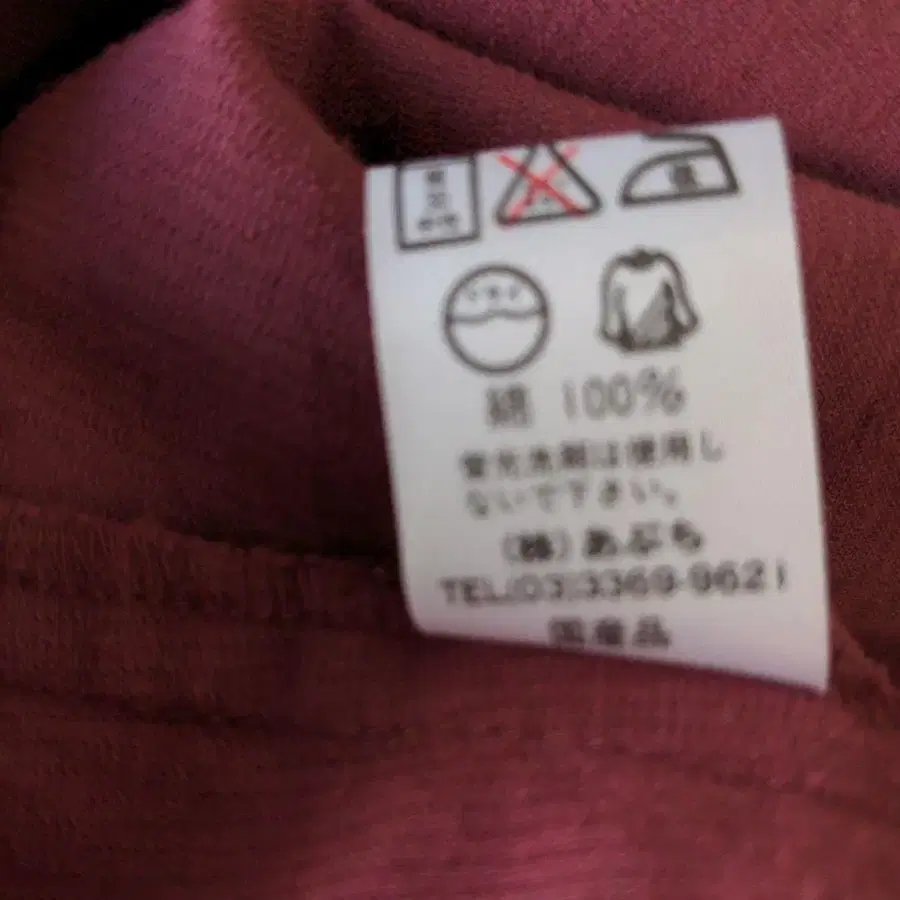 綿 100%
蛍光洗剤は使用し
ないで下さい。
(株) あぶち
TEL(03)3369-9621
国産品